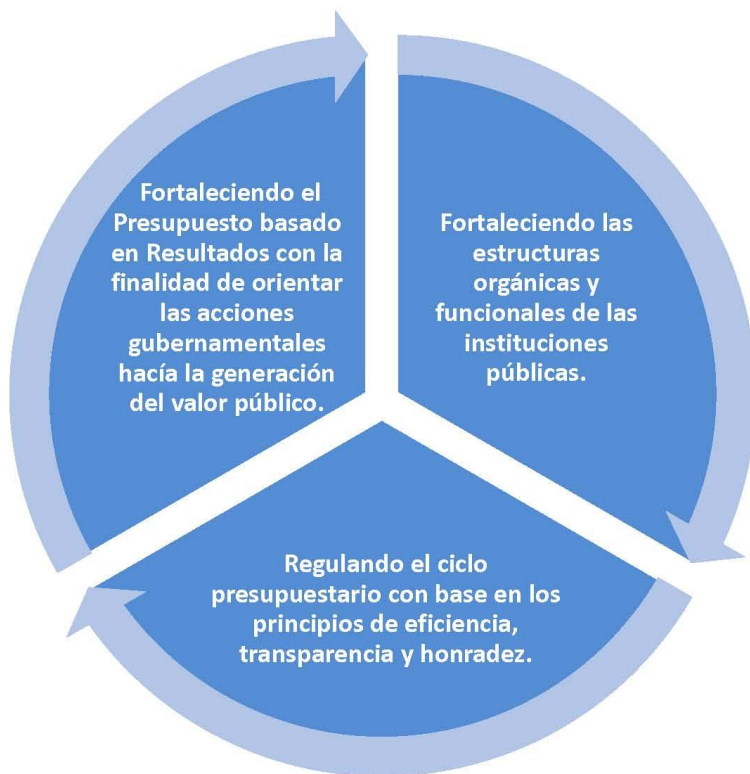 Fortaleciendo el
Presupuesto basado
en Resultados con la
finalidad de orientar
las acciones
gubernamentales
hacía la generación
del valor público.
Fortaleciendo las
estructuras
orgánicas y
funcionales de las
instituciones
públicas.
Regulando el ciclo
presupuestario con base en los
principios de eficiencia,
transparencia y honradez.